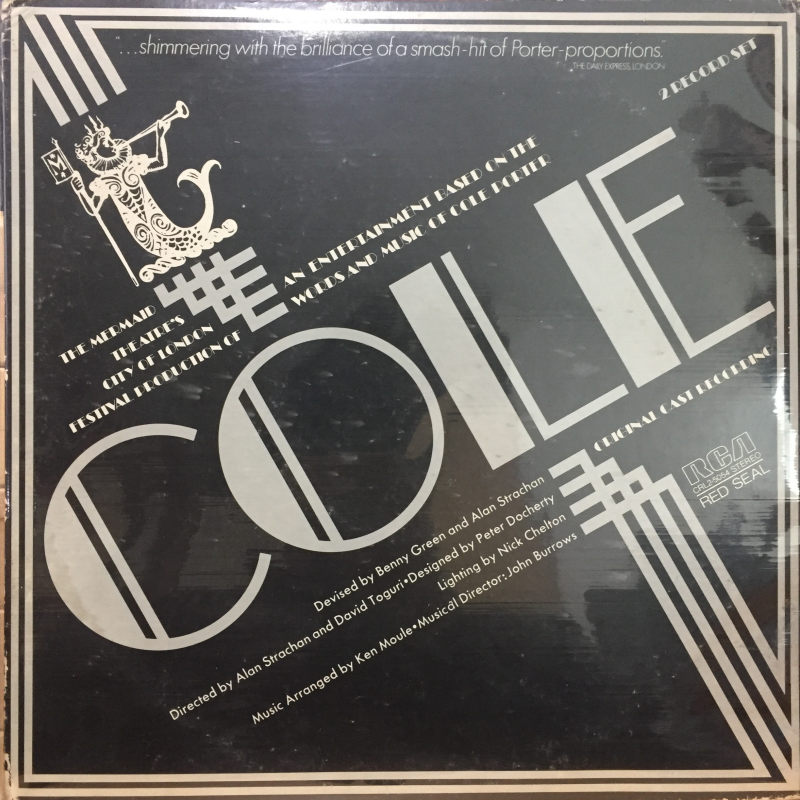 "...shimmering with the brilliance of a smash-hit of Porter-proportions."
THE DAILY EXPRESS, LONDON
2 RECORD SET
M
THE MERMAID
THEATRE'S
CITY OF LONDON
FESTIVAL PRODUCTION OF
AN ENTERTAINMENT BASED ON THE
WORDS AND MUSIC OF COLE PORTER
COLE
ORIGINAL CAST RECORDING
RCA
CRL2-5054 STEREO
RED SEAL
Devised by Benny Green and Alan Strachan
Directed by Alan Strachan and David Toguri•Designed by Peter Docherty
Lighting by Nick Chelton
Music Arranged by Ken Moule•Musical Director: John Burrows